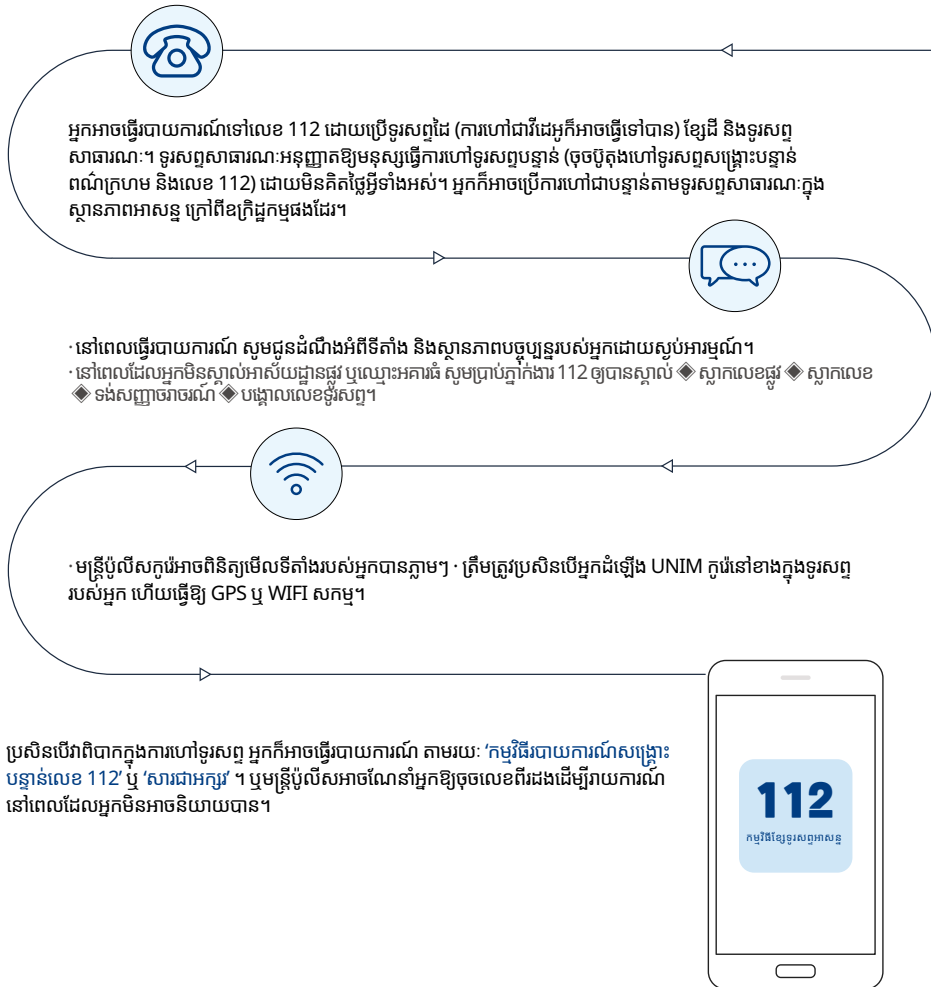 អ្នកអាចធ្វើរបាយការណ៍ទៅលេខ 112 ដោយប្រើទូរសព្ទដៃ (ការហៅជាវីដេអូក៏អាចធ្វើទៅបាន) ខ្សែដី និងទូរសព្ទ
សាធារណៈ។ ទូរសព្ទសាធារណៈអនុញ្ញាតឱ្យមនុស្សធ្វើការហៅទូរសព្ទបន្ទាន់ (ចុចប៊ូតុងហៅទូរសព្ទសង្គ្រោះបន្ទាន់
ពណ៌ក្រហម និងលេខ 112) ដោយមិនគិតថ្លៃអ្វីទាំងអស់។ អ្នកក៏អាចប្រើការហៅជាបន្ទាន់តាមទូរសព្ទសាធារណៈក្នុង
ស្ថានភាពអាសន្ន ក្រៅពីឧក្រិដ្ឋកម្មផងដែរ។
· នៅពេលធ្វើរបាយការណ៍ សូមជូនដំណឹងអំពីទីតាំង និងស្ថានភាពបច្ចុប្បន្នរបស់អ្នកដោយស្ងប់អារម្មណ៍។
· នៅពេលដែលអ្នកមិនស្គាល់អាស័យដ្ឋានផ្លូវ ឬឈ្មោះអគារធំ សូមប្រាប់ភ្នាក់ងារ 112 ឲ្យបានស្គាល់ ◈ ស្លាកលេខផ្លូវ ◈ ស្លាកលេខ
◈ ទង់សញ្ញាចរាចរណ៍ ◈ បង្គោលលេខទូរសព្ទ។
· មន្ត្រីប៉ូលីសកូរ៉េអាចពិនិត្យមើលទីតាំងរបស់អ្នកបានភ្លាមៗ · ត្រឹមត្រូវប្រសិនបើអ្នកដំឡើង UNIM កូរ៉េនៅខាងក្នុងទូរសព្ទ
របស់អ្នក ហើយធ្វើឱ្យ GPS ឬ WIFI សកម្ម។
ប្រសិនបើវាពិបាកក្នុងការហៅទូរសព្ទ អ្នកក៏អាចធ្វើរបាយការណ៍ តាមរយៈ ‘កម្មវិធីរបាយការណ៍សង្គ្រោះ
បន្ទាន់លេខ 112’ ឬ ‘សារជាអក្សរ’ ។ ឬមន្ត្រីប៉ូលីសអាចណែនាំអ្នកឱ្យចុចលេខពីរដងដើម្បីរាយការណ៍
នៅពេលដែលអ្នកមិនអាចនិយាយបាន។
112
កម្មវិធីខ្សែទូរសព្ទអាសន្ន